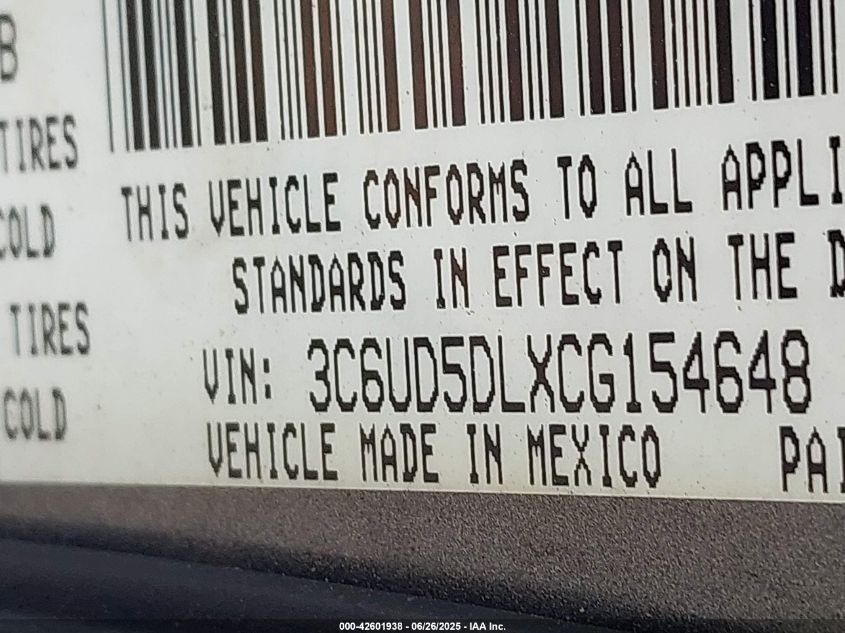 B
TIRES
COLD
THIS VEHICLE CONFORMS TO ALL APPLI
STANDARDS IN EFFECT ON THE D
TIRES
VIN: 3C6UD5DLXCG154648
COLD
VEHICLE MADE IN MEXICO PAI
000-42601938 - 06/26/2025 - IAA Inc.